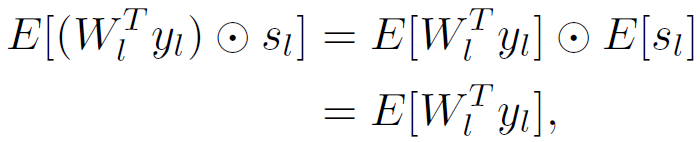 E[(W_l^T y_l) ⊙ s_l] = E[W_l^T y_l] ⊙ E[s_l]
= E[W_l^T y_l],